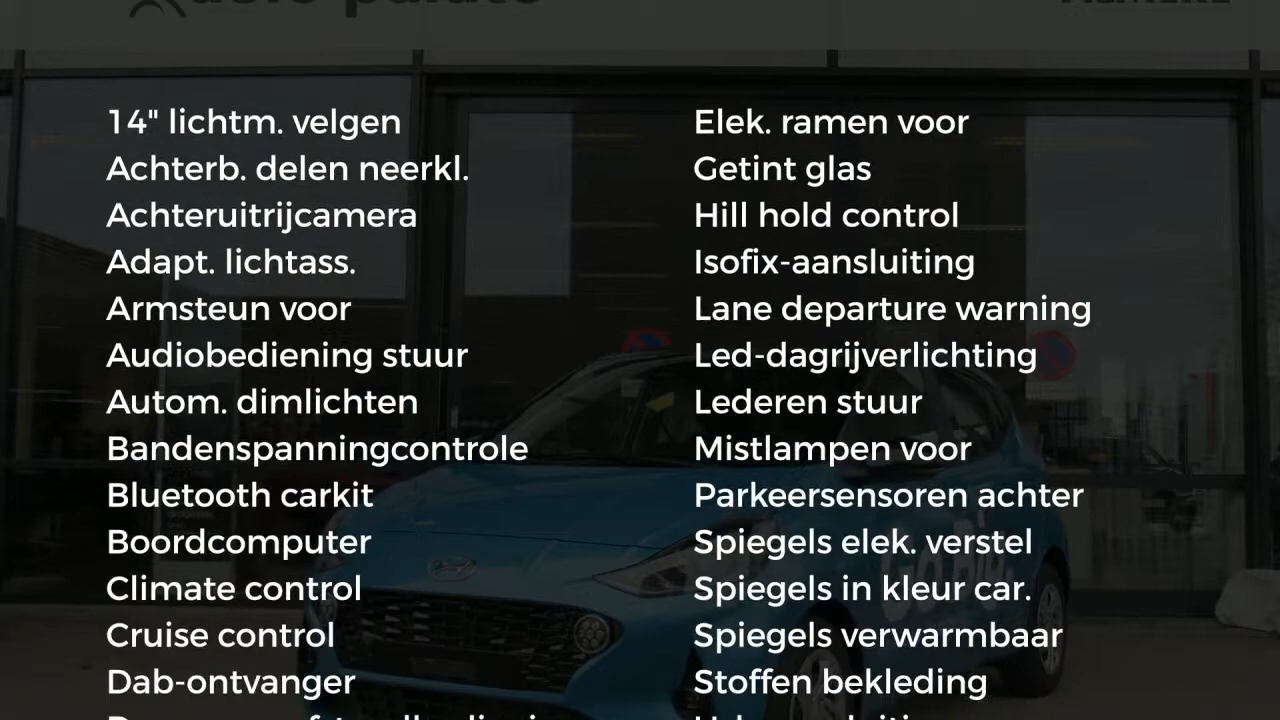 14" lichtm. velgen
Achterb. delen neerkl.
Achteruitrijcamera
Adapt. lichtass.
Armsteun voor
Audiobediening stuur
Autom. dimlichten
Bandenspanningcontrole
Bluetooth carkit
Boordcomputer
Climate control
Cruise control
Dab-ontvanger
Elek. ramen voor
Getint glas
Hill hold control
Isofix-aansluiting
Lane departure warning
Led-dagrijverlichting
Lederen stuur
Mistlampen voor
Parkeersensoren achter
Spiegels elek. verstel
Spiegels in kleur car.
Spiegels verwarmbaar
Stoffen bekleding